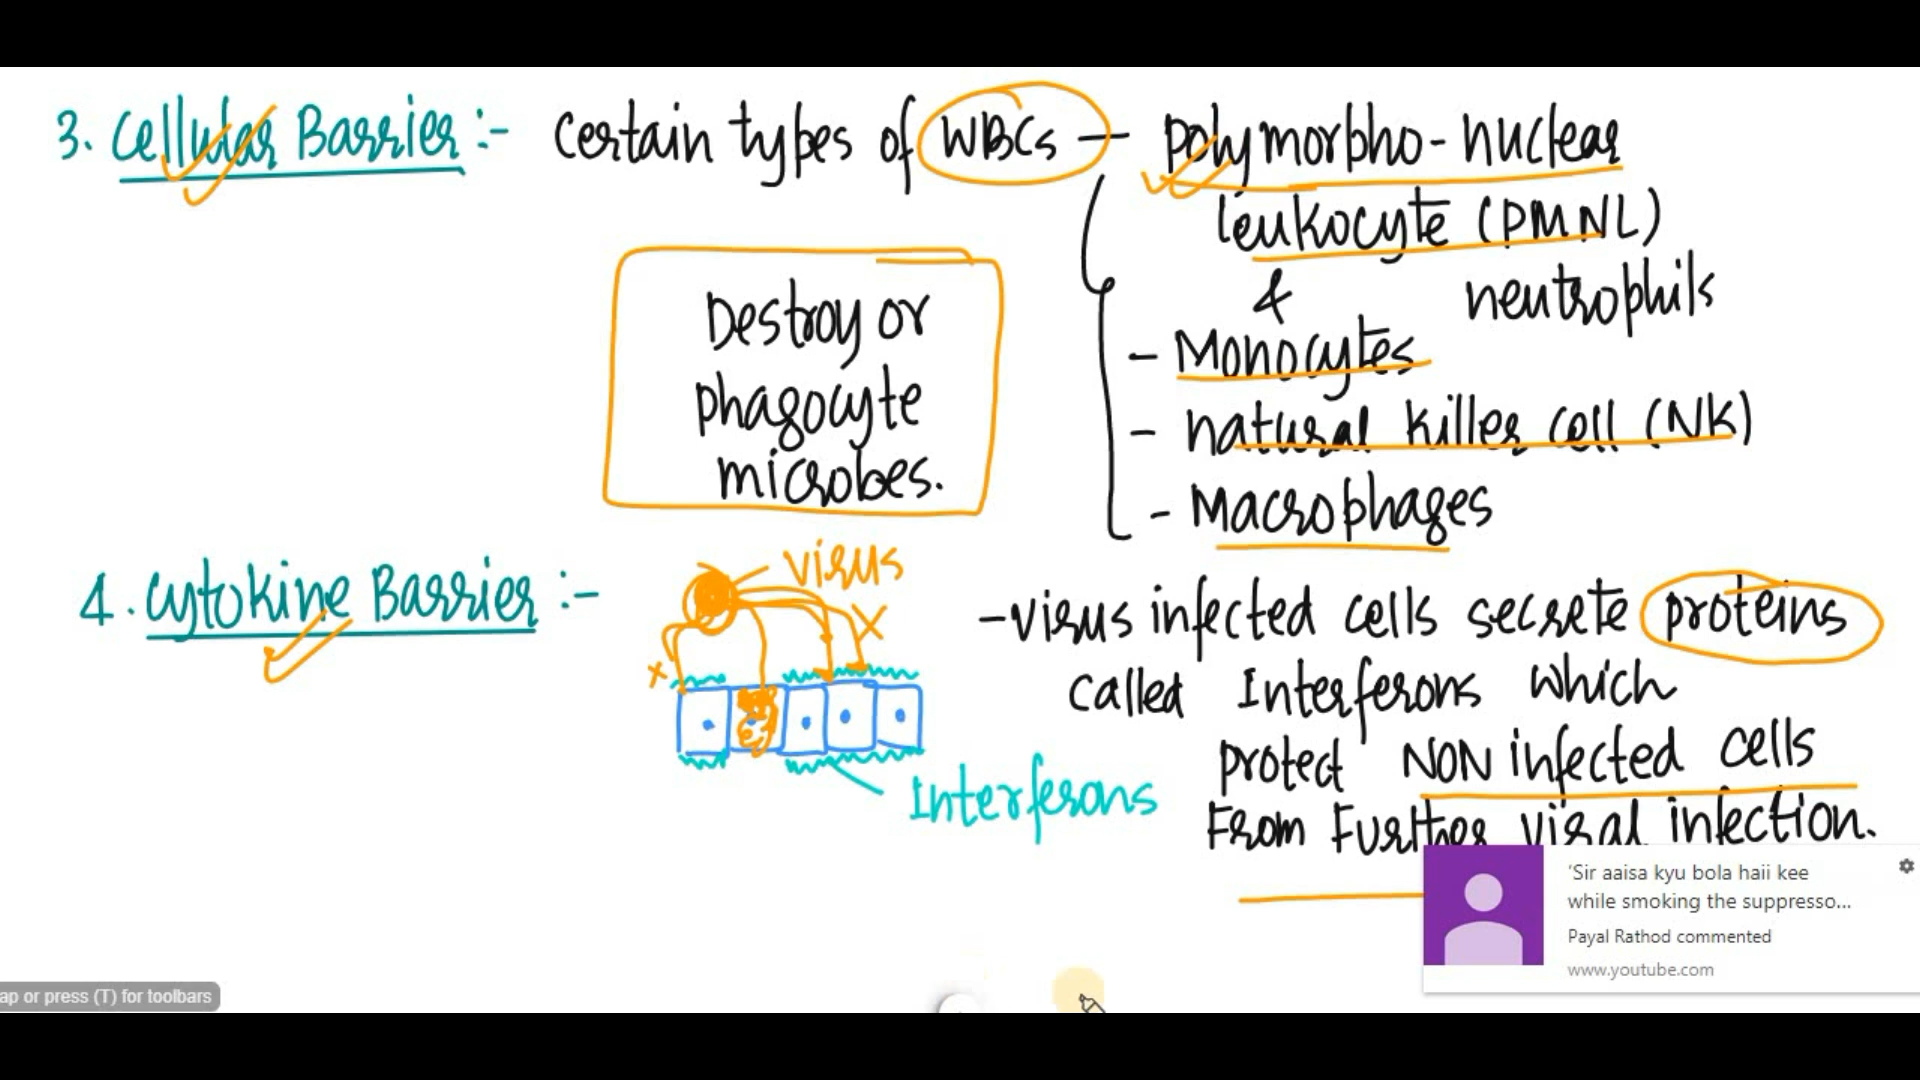 3. Cellular Barrier :- Certain types of WBCs - Polymorpho-nuclear
leukocyte (PMNL)
& neutrophils
- Monocytes
- natural killer cell (NK)
- Macrophages
Destroy or
phagocyte
microbes.
4. Cytokine Barrier :-
virus
x
X
Interferons
- virus infected cells secrete proteins
called Interferons which
protect NON infected cells
From Further viral infection.
'Sir aaisa kyu bola haii kee
while smoking the suppresso...
Payal Rathod commented
www.youtube.com
ap or press (T) for toolbars